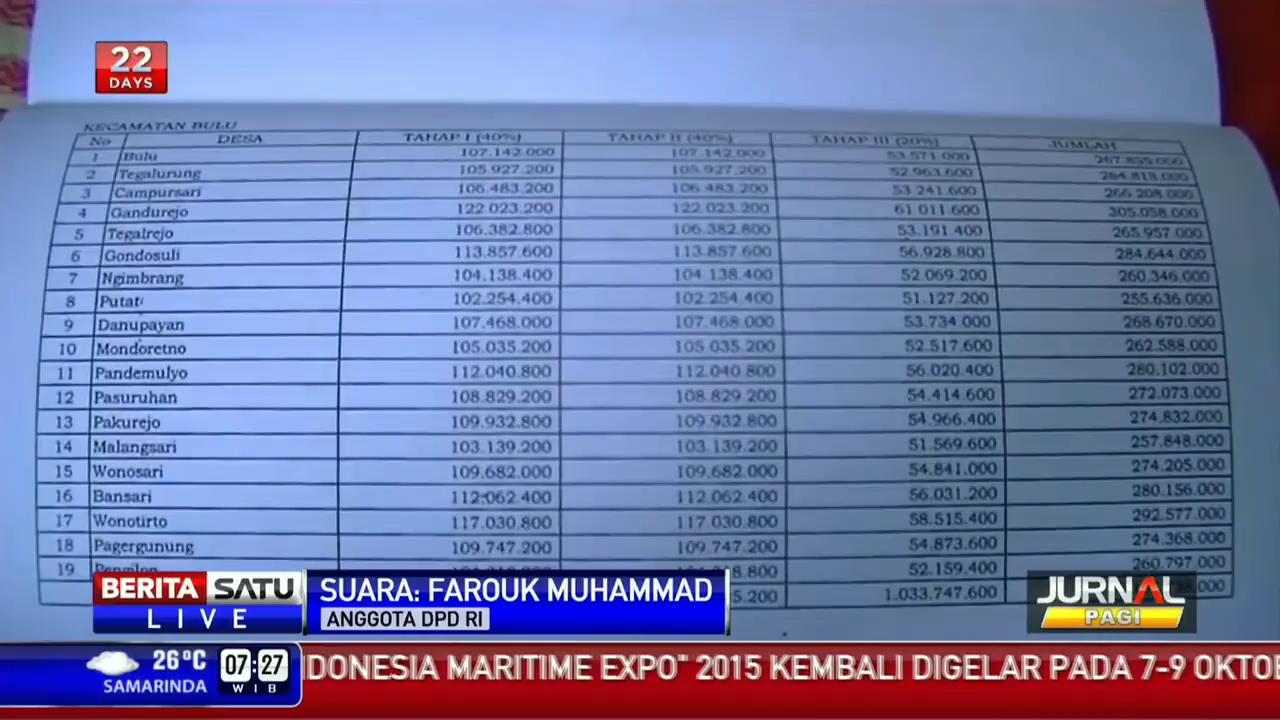 22
DAYS
KECAMATAN BULU
No DESA TAHAP I (40%) TAHAP II (40%) TAHAP III (20%) JUMLAH
1 Bulu 107.142.000 107.142.000 53.571.000 267.855.000
2 Tegalurung 105.927.200 105.927.200 52.963.600 264.818.000
3 Campursari 106.483.200 106.483.200 53.241.600 266.208.000
4 Gandurejo 122.023.200 122.023.200 61.011.600 305.058.000
5 Tegalrejo 106.382.800 106.382.800 53.191.400 265.957.000
6 Gondosuli 113.857.600 113.857.600 56.928.800 284.644.000
7 Ngimbrang 104.138.400 104.138.400 52.069.200 260.346.000
8 Putat 102.254.400 102.254.400 51.127.200 255.636.000
9 Danupayan 107.468.000 107.468.000 53.734.000 268.670.000
10 Mondoretno 105.035.200 105.035.200 52.517.600 262.588.000
11 Pandemulyo 112.040.800 112.040.800 56.020.400 280.102.000
12 Pasuruhan 108.829.200 108.829.200 54.414.600 272.073.000
13 Pakurejo 109.932.800 109.932.800 54.966.400 274.832.000
14 Malangsari 103.139.200 103.139.200 51.569.600 257.848.000
15 Wonosari 109.682.000 109.682.000 54.841.000 274.205.000
16 Bansari 112.062.400 112.062.400 56.031.200 280.156.000
17 Wonotirto 117.030.800 117.030.800 58.515.400 292.577.000
18 Pagergunung 109.747.200 109.747.200 54.873.600 274.368.000
19 52.159.400 260.797.000
1.033.747.600
BERITA SATU
LIVE
SUARA: FAROUK MUHAMMAD
ANGGOTA DPD RI
JURNAL
PAGI
26°C
SAMARINDA
07:27
WIB
DONESIA MARITIME EXPO" 2015 KEMBALI DIGELAR PADA 7-9 OKTO